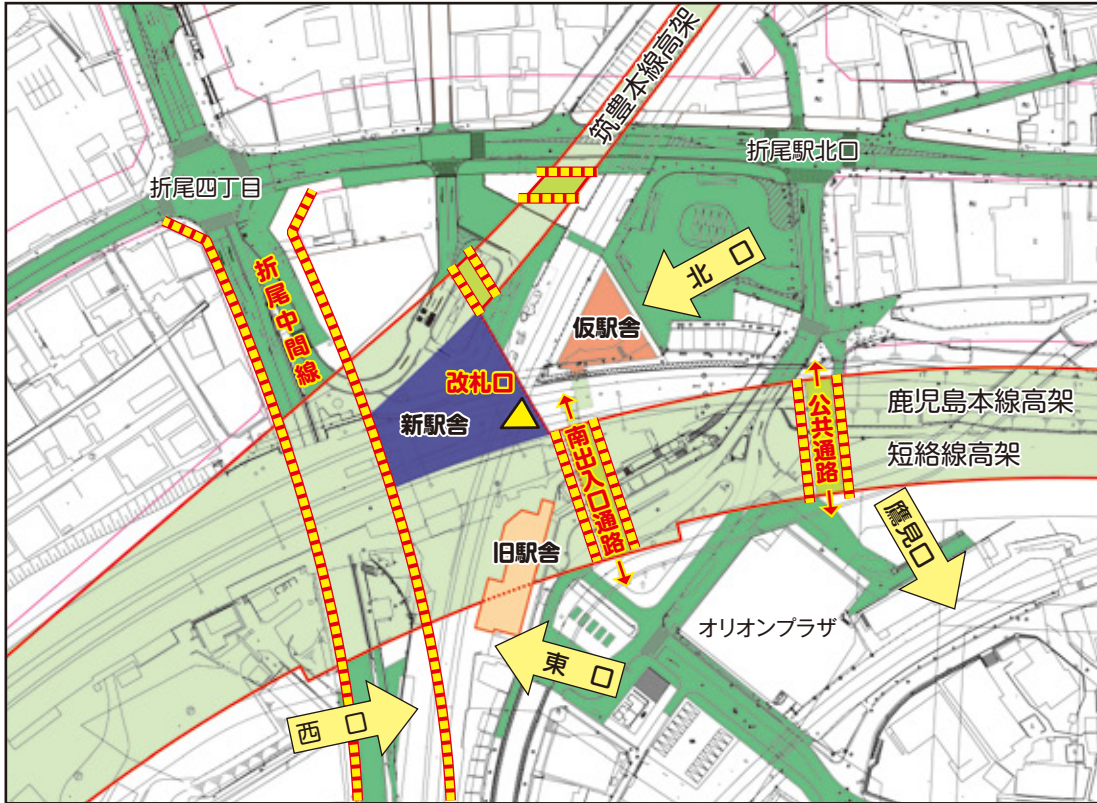 筑豊本線高架
折尾駅北口
折尾四丁目
北口
折尾中間線
仮駅舎
改札口
新駅舎
鹿児島本線高架
短絡線高架
公共通路
南出入口通路
鷹見口
旧駅舎
オリオンプラザ
東口
西口